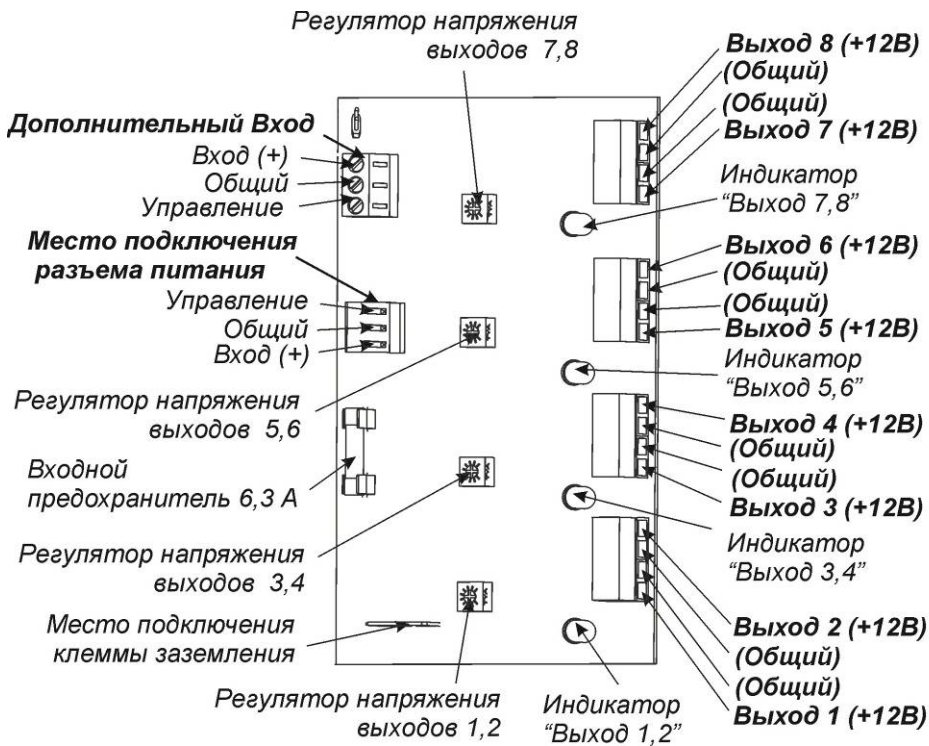 Регулятор напряжения
выходов 7,8
Дополнительный Вход
Вход (+)
Общий
Управление
Место подключения
разъема питания
Управление
Общий
Вход (+)
Регулятор напряжения
выходов 5,6
Входной
предохранитель 6,3 А
Регулятор напряжения
выходов 3,4
Место подключения
клеммы заземления
Регулятор напряжения
выходов 1,2
Выход 8 (+12В)
(Общий)
(Общий)
Выход 7 (+12В)
Индикатор
“Выход 7,8”
Выход 6 (+12В)
(Общий)
(Общий)
Выход 5 (+12В)
Индикатор
“Выход 5,6”
Выход 4 (+12В)
(Общий)
(Общий)
Выход 3 (+12В)
Индикатор
“Выход 3,4”
Выход 2 (+12В)
(Общий)
(Общий)
Выход 1 (+12В)
Индикатор
“Выход 1,2”